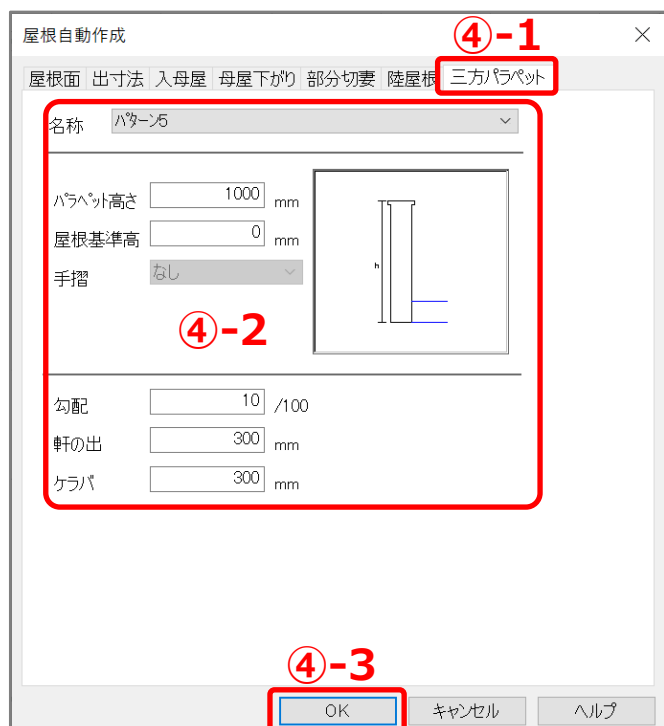 屋根自動作成
④-1
屋根面 出寸法 入母屋 母屋下がり 部分切妻 陸屋根 三方パラペット
名称 パターン5
パラペット高さ 1000 mm
屋根基準高 0 mm
手摺 なし
h
④-2
勾配 10 /100
軒の出 300 mm
ケラバ 300 mm
④-3
OK キャンセル ヘルプ